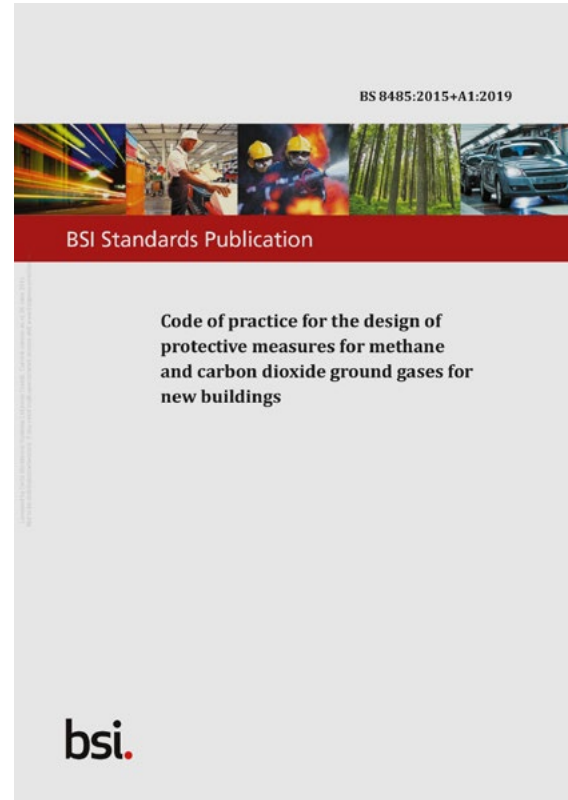 BS 8485:2015+A1:2019
BSI Standards Publication
Code of practice for the design of
protective measures for methane
and carbon dioxide ground gases for
new buildings
bsi.